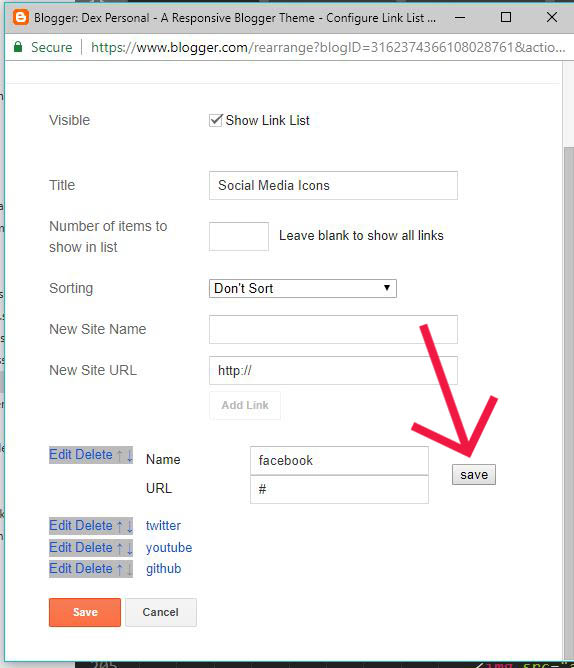 Blogger: Dex Personal - A Responsive Blogger Theme - Configure Link List ...
Secure https://www.blogger.com/rearrange?blogID=3162374366108028761&actio...
Visible Show Link List
Title Social Media Icons
Number of items to
show in list Leave blank to show all links
Sorting Don't Sort
New Site Name
New Site URL http://
Add Link
Edit Delete ↑ ↓ Name facebook
save
URL #
Edit Delete ↑ ↓ twitter
Edit Delete ↑ ↓ youtube
Edit Delete ↑ ↓ github
Save Cancel